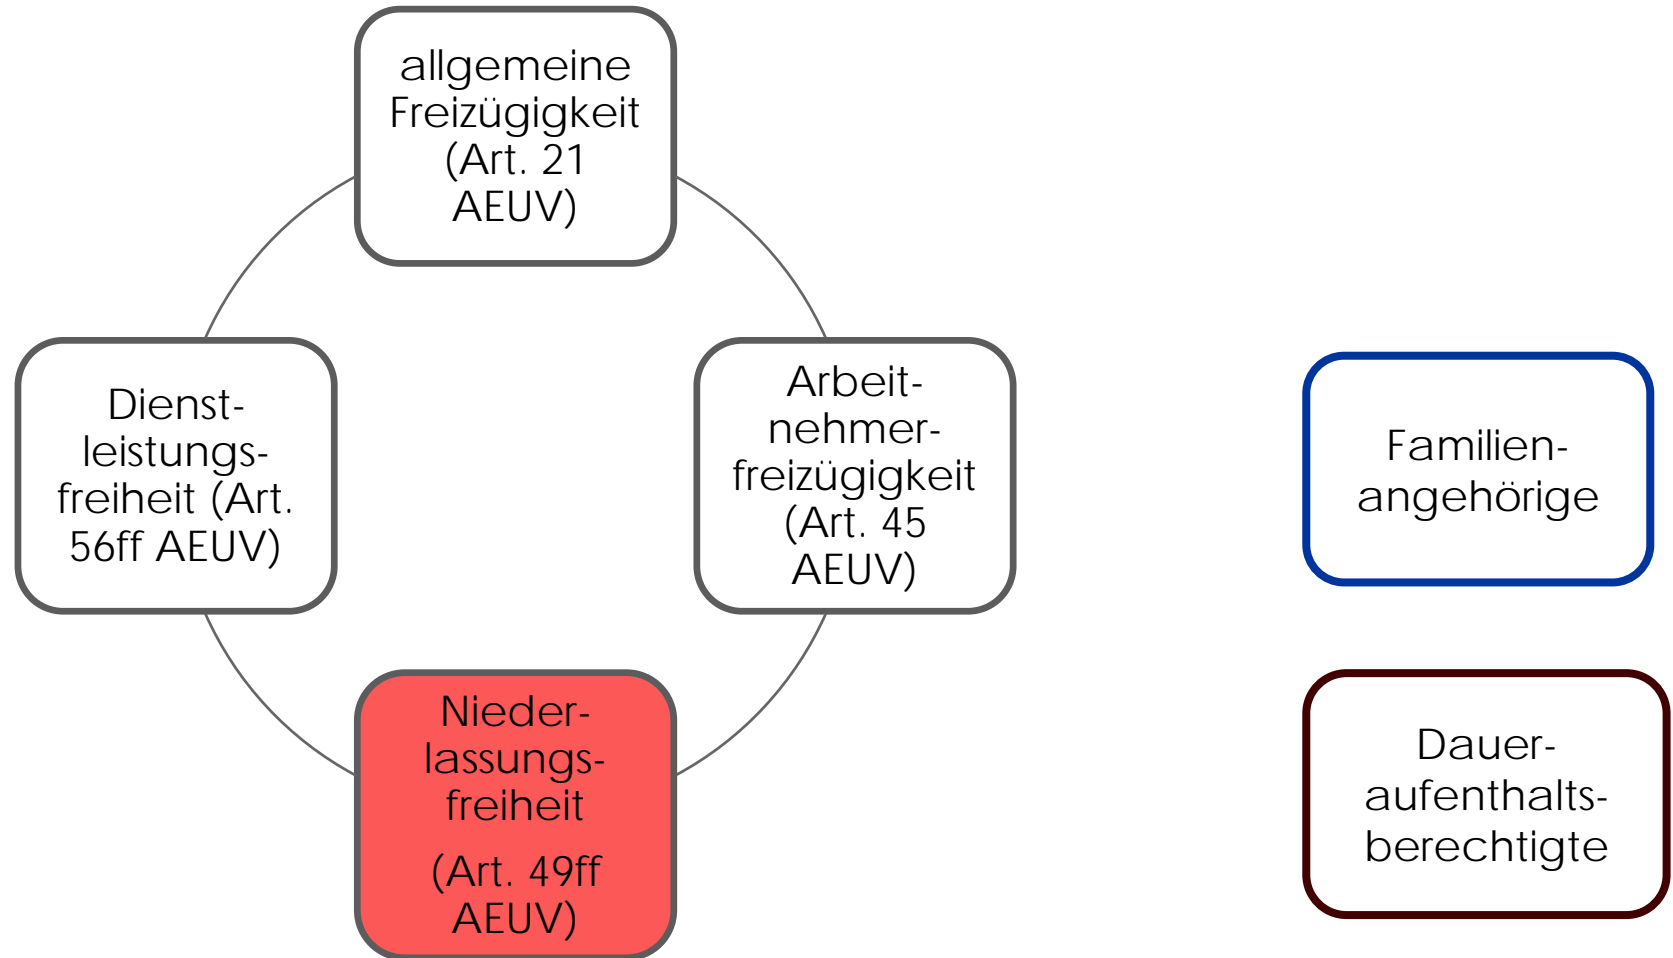 allgemeine
Freizügigkeit
(Art. 21
AEUV)
Dienst-
leistungs-
freiheit (Art.
56ff AEUV)
Arbeit-
nehmer-
freizügigkeit
(Art. 45
AEUV)
Familien-
angehörige
Nieder-
lassungs-
freiheit
(Art. 49ff
AEUV)
Dauer-
aufenthalts-
berechtigte